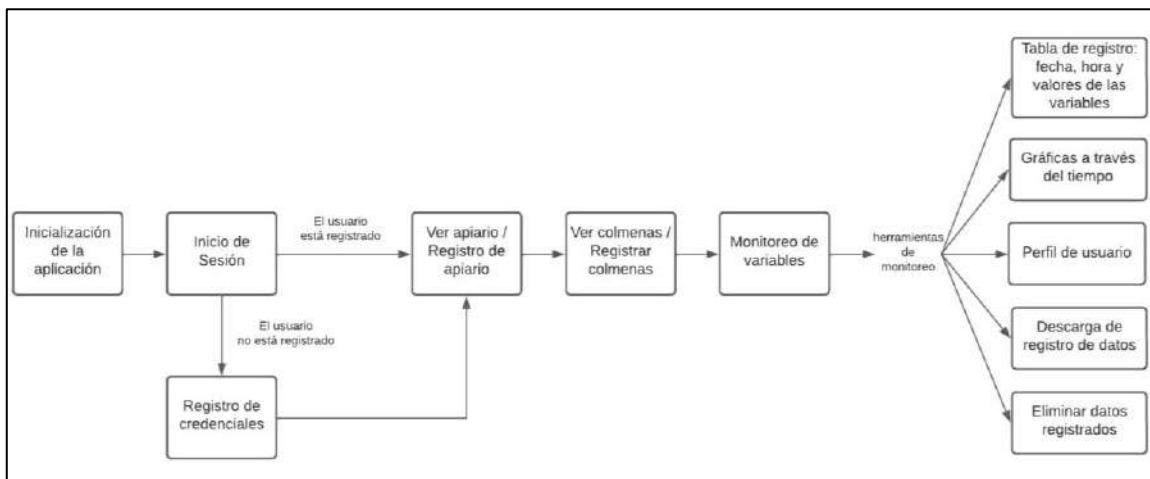 Inicialización
de la
aplicación
Inicio de
Sesión
El usuario
está registrado
El usuario
no está registrado
Registro de
credenciales
Ver apiario /
Registro de
apiario
Ver colmenas /
Registrar
colmenas
Monitoreo de
variables
herramientas
de
monitoreo
Tabla de registro:
fecha, hora y
valores de las
variables
Gráficas a través
del tiempo
Perfil de usuario
Descarga de
registro de datos
Eliminar datos
registrados